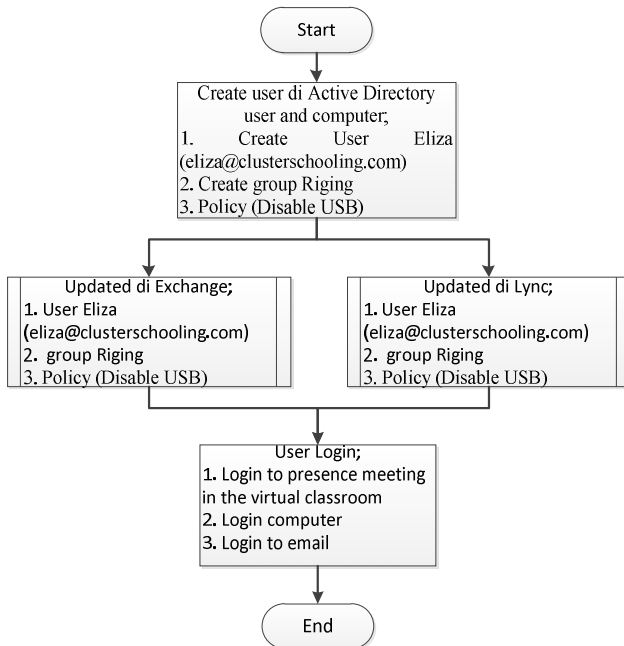 Start
Create user di Active Directory
user and computer;
1. Create User Eliza
(eliza@clusterschooling.com)
2. Create group Riging
3. Policy (Disable USB)
Updated di Exchange;
1. User Eliza
(eliza@clusterschooling.com)
2. group Riging
3. Policy (Disable USB)
Updated di Lync;
1. User Eliza
(eliza@clusterschooling.com)
2. group Riging
3. Policy (Disable USB)
User Login;
1. Login to presence meeting
in the virtual classroom
2. Login computer
3. Login to email
End